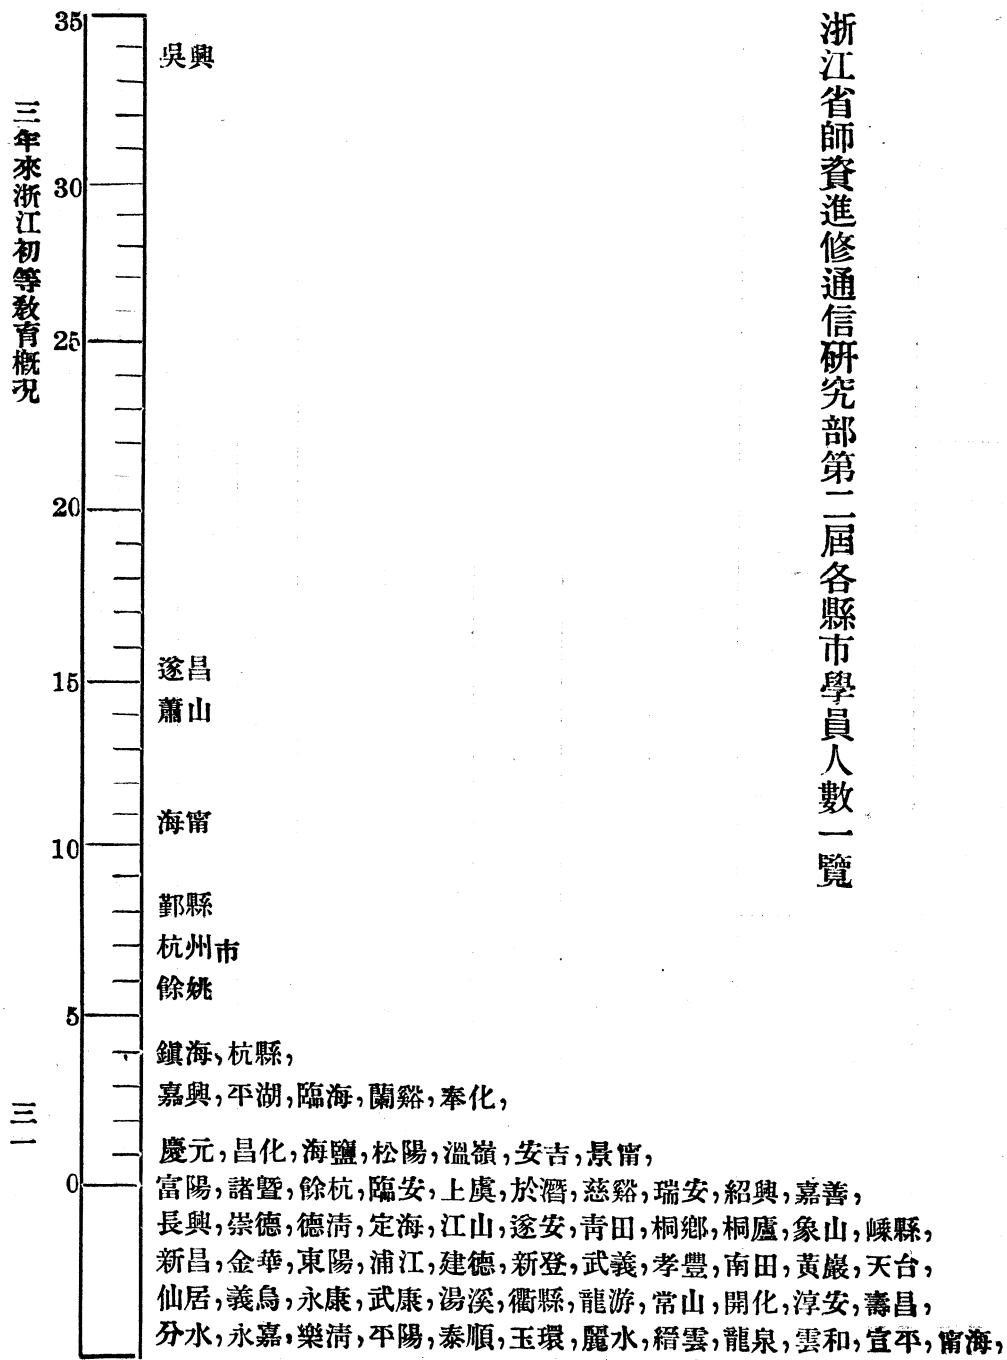 浙江省師資進修通信研究部第二屆各縣市學員人數一覽
35
吳興
30
25
20
遂昌
15
蕭山
海甯
10
鄞縣
杭州市
餘姚
5
鎭海、杭縣，
嘉興，平湖，臨海，蘭谿，奉化，
慶元，昌化，海鹽，松陽，溫嶺，安吉，景甯，
0
富陽，諸暨，餘杭，臨安，上虞，於潛，慈谿，瑞安，紹興，嘉善，
長興，崇德，德淸，定海，江山，遂安，靑田，桐鄕，桐廬，象山，嵊縣，
新昌，金華，東陽，浦江，建德，新登，武義，孝豐，南田，黃巖，天台，
仙居，義烏，永康，武康，湯溪，衢縣，龍游，常山，開化，淳安，壽昌，
分水，永嘉，樂淸，平陽，泰順，玉環，麗水，縉雲，龍泉，雲和，宣平，甯海，
三年來浙江初等敎育槪況
三一